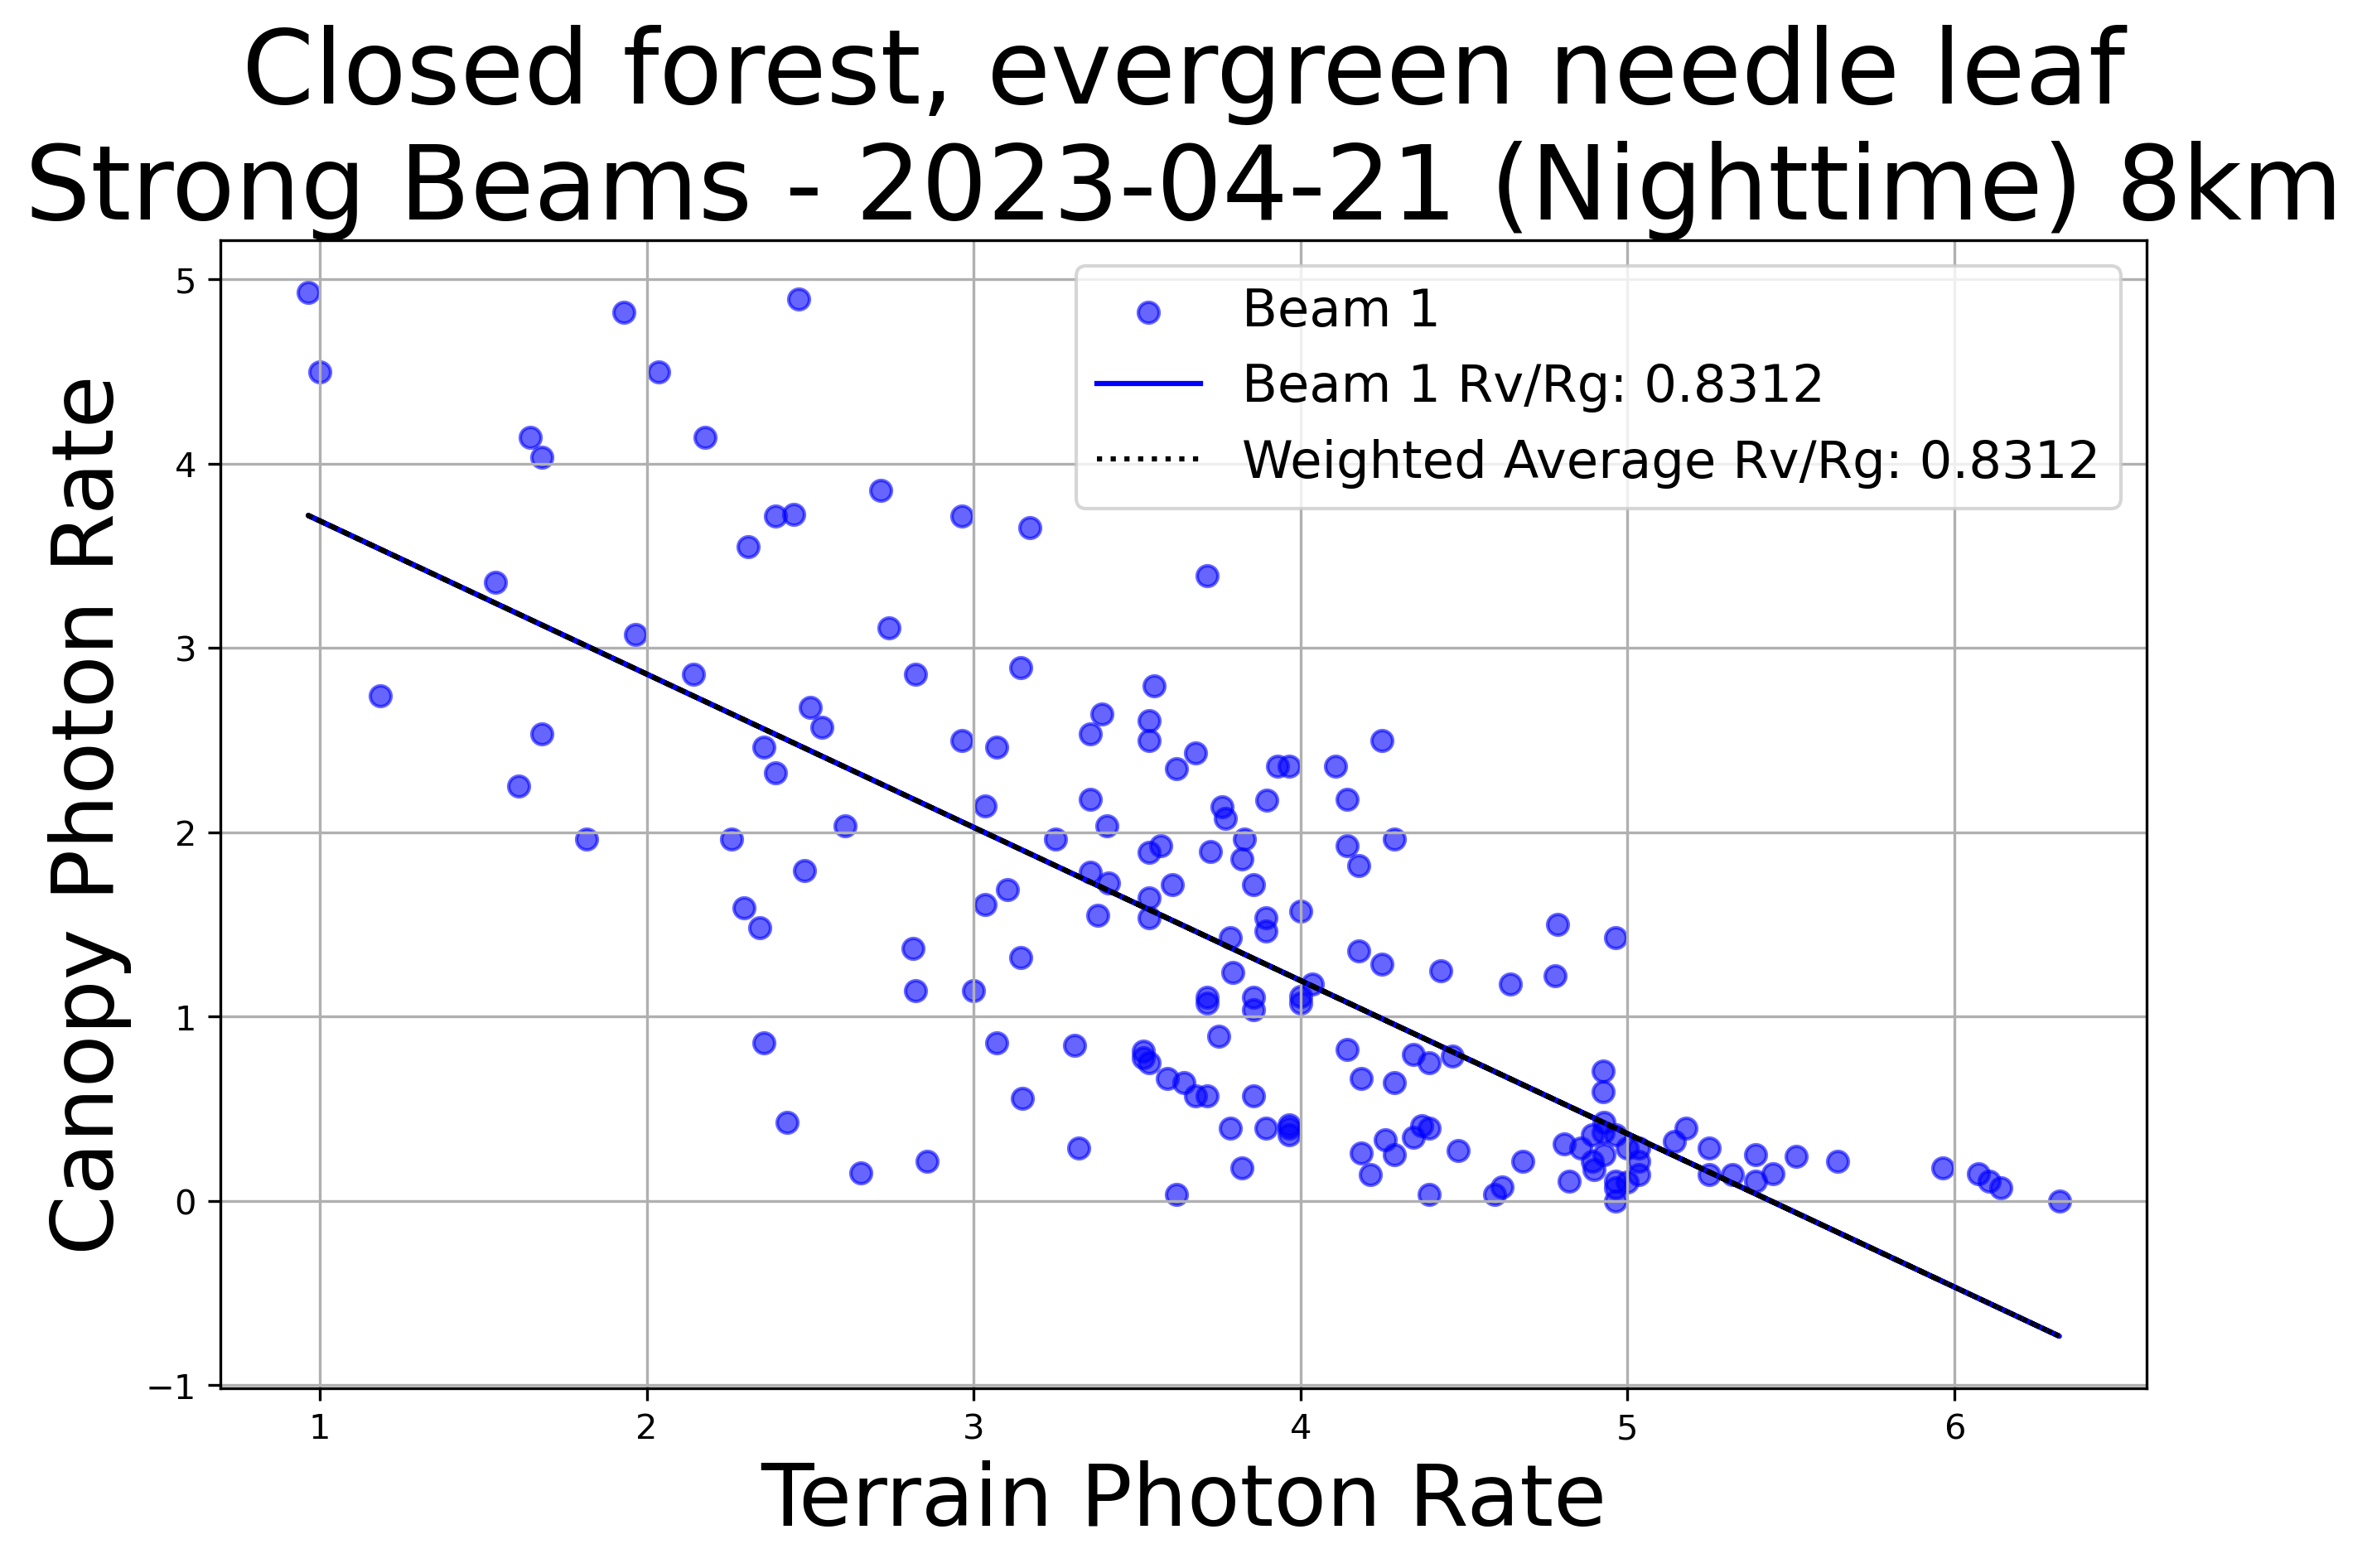 Closed forest, evergreen needle leaf
Strong Beams - 2023-04-21 (Nighttime) 8km
Beam 1
Beam 1 Rv/Rg: 0.8312
Weighted Average Rv/Rg: 0.8312
Canopy Photon Rate
5
4
3
2
1
0
−1
1 2 3 4 5 6
Terrain Photon Rate